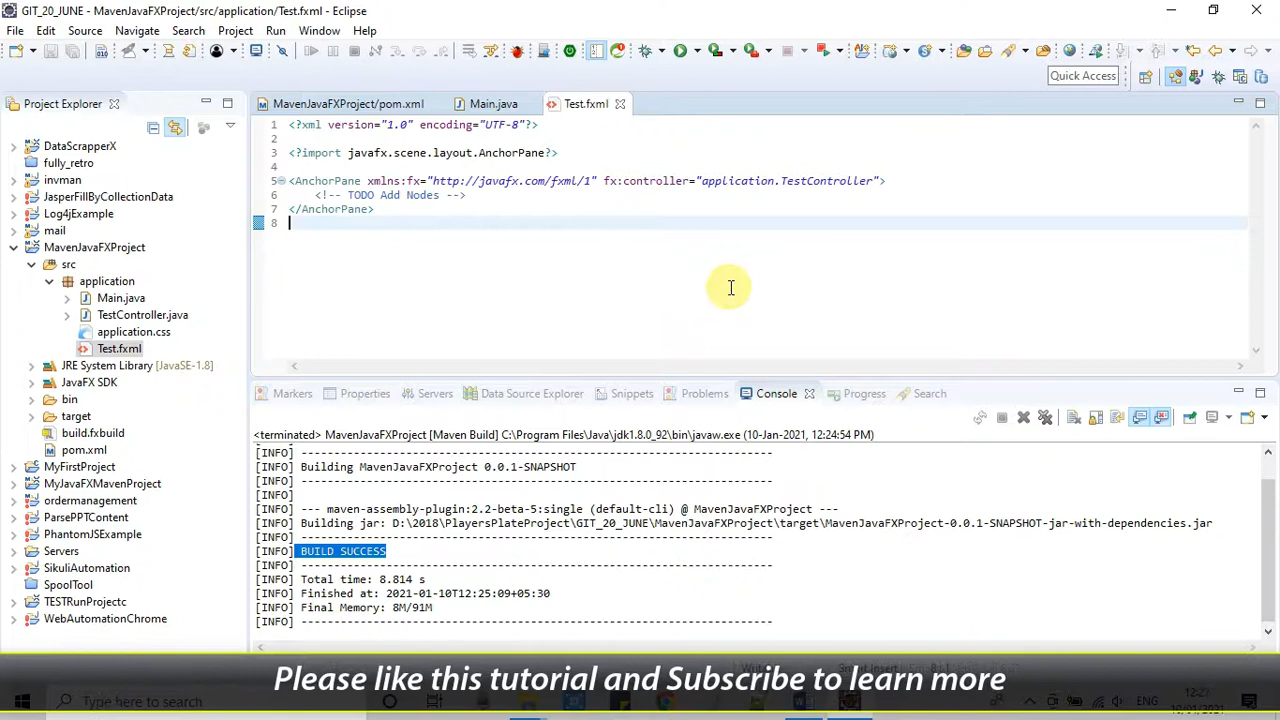 GIT_20_JUNE - MavenJavaFXProject/src/application/Test.fxml - Eclipse
File Edit Source Navigate Search Project Run Window Help
Quick Access
Project Explorer
DataScrapperX
fully_retro
invman
JasperFillByCollectionData
Log4jExample
mail
MavenJavaFXProject
src
application
Main.java
TestController.java
application.css
Test.fxml
JRE System Library [JavaSE-1.8]
JavaFX SDK
bin
target
build.fxbuild
pom.xml
MyFirstProject
MyJavaFXProject
ordermanagement
ParsePPTContent
PhantomJSExample
Servers
SikuliAutomation
SpoolTool
TESTRunProjectc
WebAutomationChrome
MavenJavaFXProject/pom.xml Main.java Test.fxml
1 <?xml version="1.0" encoding="UTF-8"?>
2
3 <?import javafx.scene.layout.AnchorPane?>
4
5 <AnchorPane xmlns:fx="http://javafx.com/fxml/1" fx:controller="application.TestController">
6 <!-- TODO Add Nodes -->
7 </AnchorPane>
8
Markers Properties Servers Data Source Explorer Snippets Problems Console Progress Search
<terminated> MavenJavaFXProject [Maven Build] C:\Program Files\Java\jdk1.8.0_92\bin\javaw.exe (10-Jan-2021, 12:24:54 PM)
[INFO] ------------------------------------------------------------------------
[INFO] Building MavenJavaFXProject 0.0.1-SNAPSHOT
[INFO] ------------------------------------------------------------------------
[INFO]
[INFO] --- maven-assembly-plugin:2.2-beta-5:single (default-cli) @ MavenJavaFXProject ---
[INFO] Building jar: D:\2018\PlayersPlateProject\GIT_20_JUNE\MavenJavaFXProject\target\MavenJavaFXProject-0.0.1-SNAPSHOT-jar-with-dependencies.jar
[INFO] ------------------------------------------------------------------------
[INFO] BUILD SUCCESS
[INFO] ------------------------------------------------------------------------
[INFO] Total time: 8.814 s
[INFO] Finished at: 2021-01-10T12:25:09+05:30
[INFO] Final Memory: 8M/91M
[INFO] ------------------------------------------------------------------------
Please like this tutorial and Subscribe to learn more
Type here to search
ENG
10/01/2021